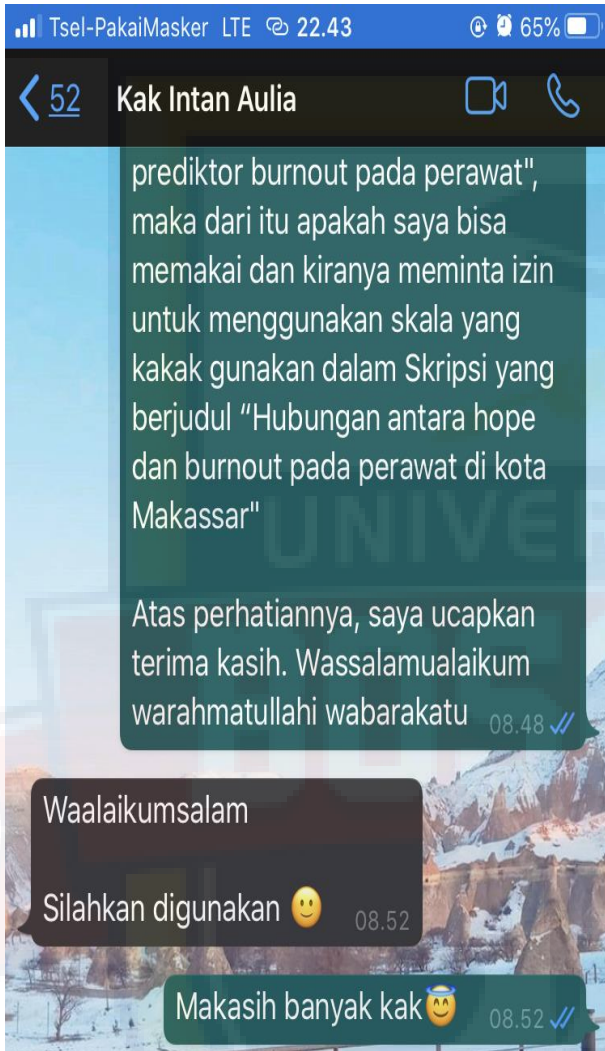 Tsel-PakaiMasker LTE 22.43 65%
52 Kak Intan Aulia
prediktor burnout pada perawat",
maka dari itu apakah saya bisa
memakai dan kiranya meminta izin
untuk menggunakan skala yang
kakak gunakan dalam Skripsi yang
berjudul “Hubungan antara hope
dan burnout pada perawat di kota
Makassar"
Atas perhatiannya, saya ucapkan
terima kasih. Wassalamualaikum
warahmatullahi wabarakatu 08.48
Waalaikumsalam
Silahkan digunakan 🙂 08.52
Makasih banyak kak😇 08.52